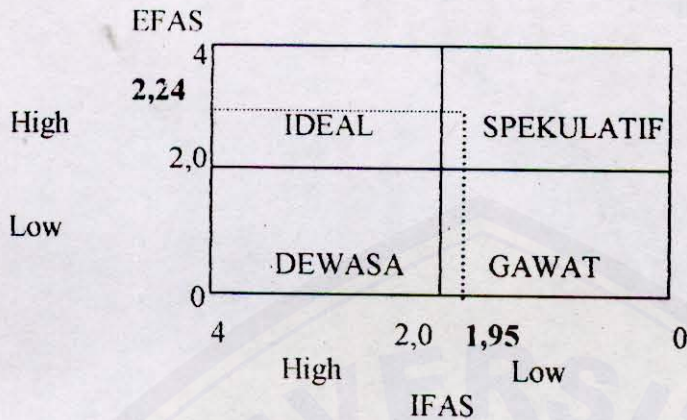 EFAS
4
2,24
High IDEAL SPEKULATIF
2,0
Low
DEWASA GAWAT
0
4 2,0 1,95 0
High Low
IFAS